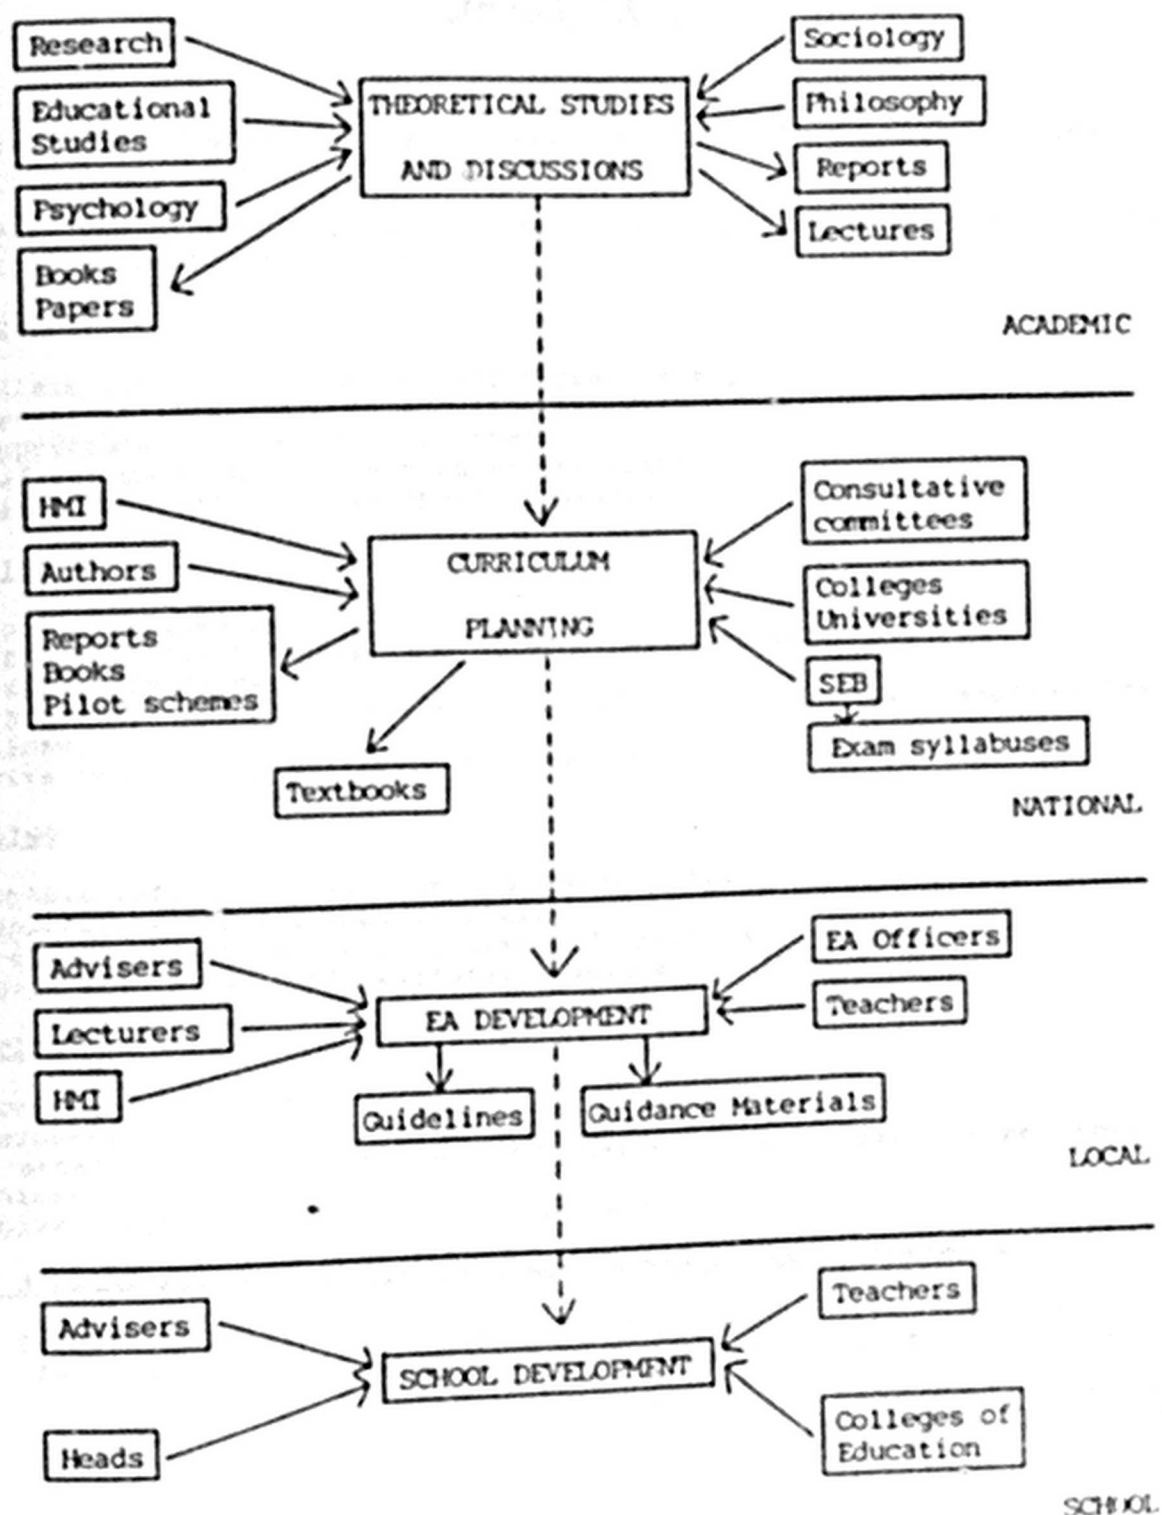 Research
Educational
Studies
Psychology
Books
Papers
THEORETICAL STUDIES
AND DISCUSSIONS
Sociology
Philosophy
Reports
Lectures
ACADEMIC
HMI
Authors
Reports
Books
Pilot schemes
CURRICULUM
PLANNING
Textbooks
Consultative
committees
Colleges
Universities
SEB
Exam syllabuses
NATIONAL
Advisers
Lecturers
HMI
EA DEVELOPMENT
Guidelines
Guidance Materials
EA Officers
Teachers
LOCAL
Advisers
Heads
SCHOOL DEVELOPMENT
Teachers
Colleges of
Education
SCHOOL